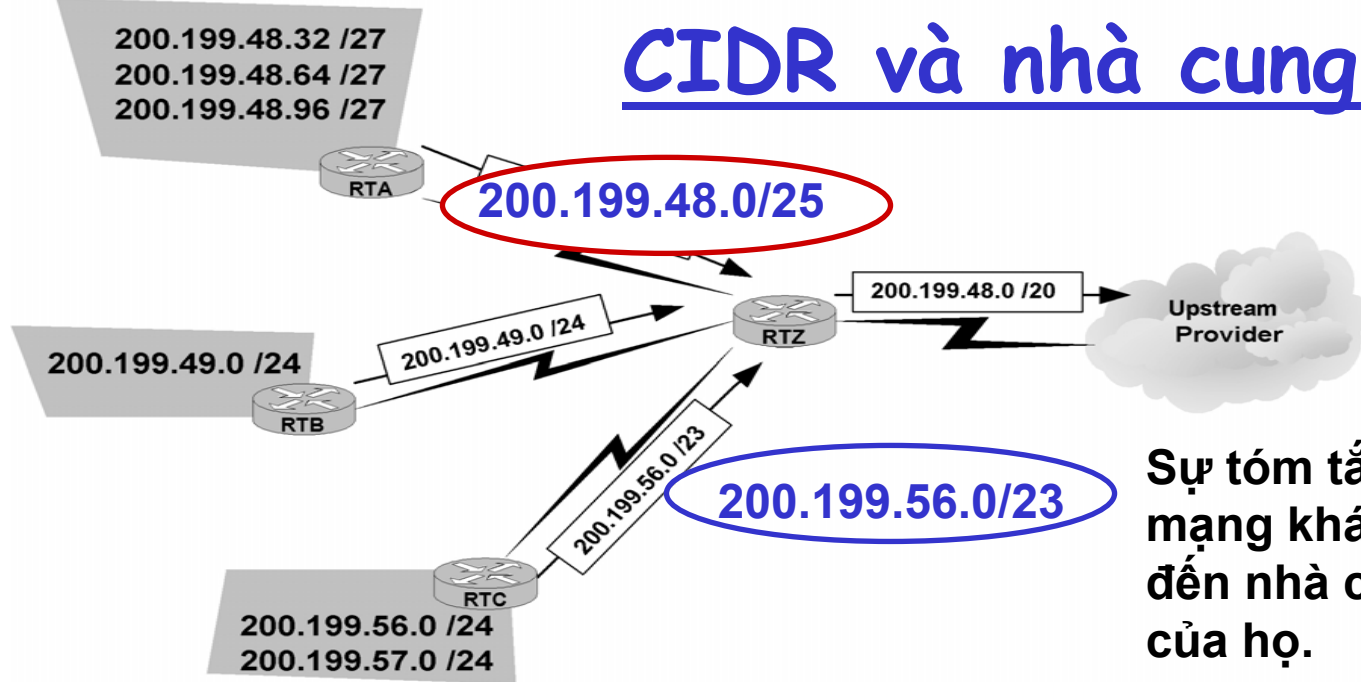 CIDR và nhà cung
200.199.48.32 /27
200.199.48.64 /27
200.199.48.96 /27
RTA
200.199.48.0/25
200.199.48.0 /20
Upstream
Provider
RTZ
200.199.49.0 /24
200.199.49.0 /24
RTB
200.199.56.0 /23
200.199.56.0/23
Sự tóm tắ
mạng khá
đến nhà c
của họ.
RTC
200.199.56.0 /24
200.199.57.0 /24